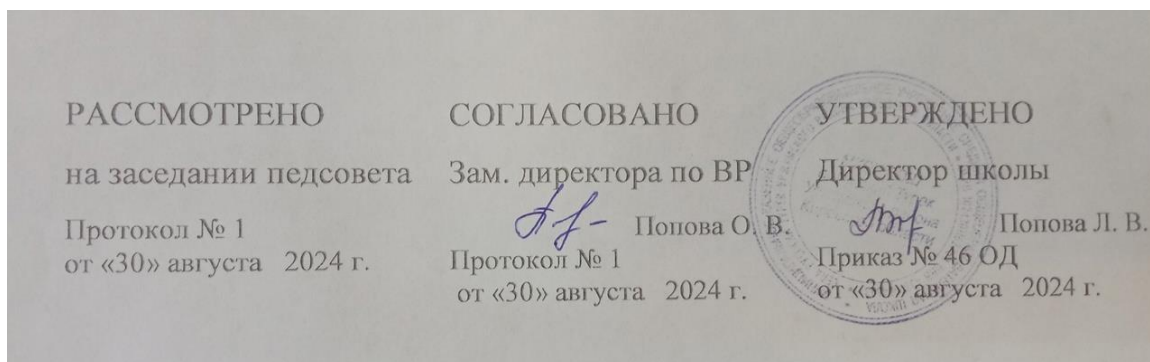 РАССМОТРЕНО
на заседании педсовета
Протокол № 1
от «30» августа 2024 г.
СОГЛАСОВАНО
Зам. директора по ВР
Попова О. В.
Протокол № 1
от «30» августа 2024 г.
УТВЕРЖДЕНО
Директор школы
Попова Л. В.
Приказ № 46 ОД
от «30» августа 2024 г.